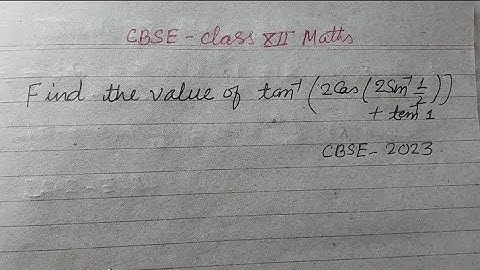 CBSE - class XII Maths
Find the value of tan⁻¹ (2Cos(2Sin⁻¹ 1/2)]
+ tan⁻¹ 1
CBSE - 2023.